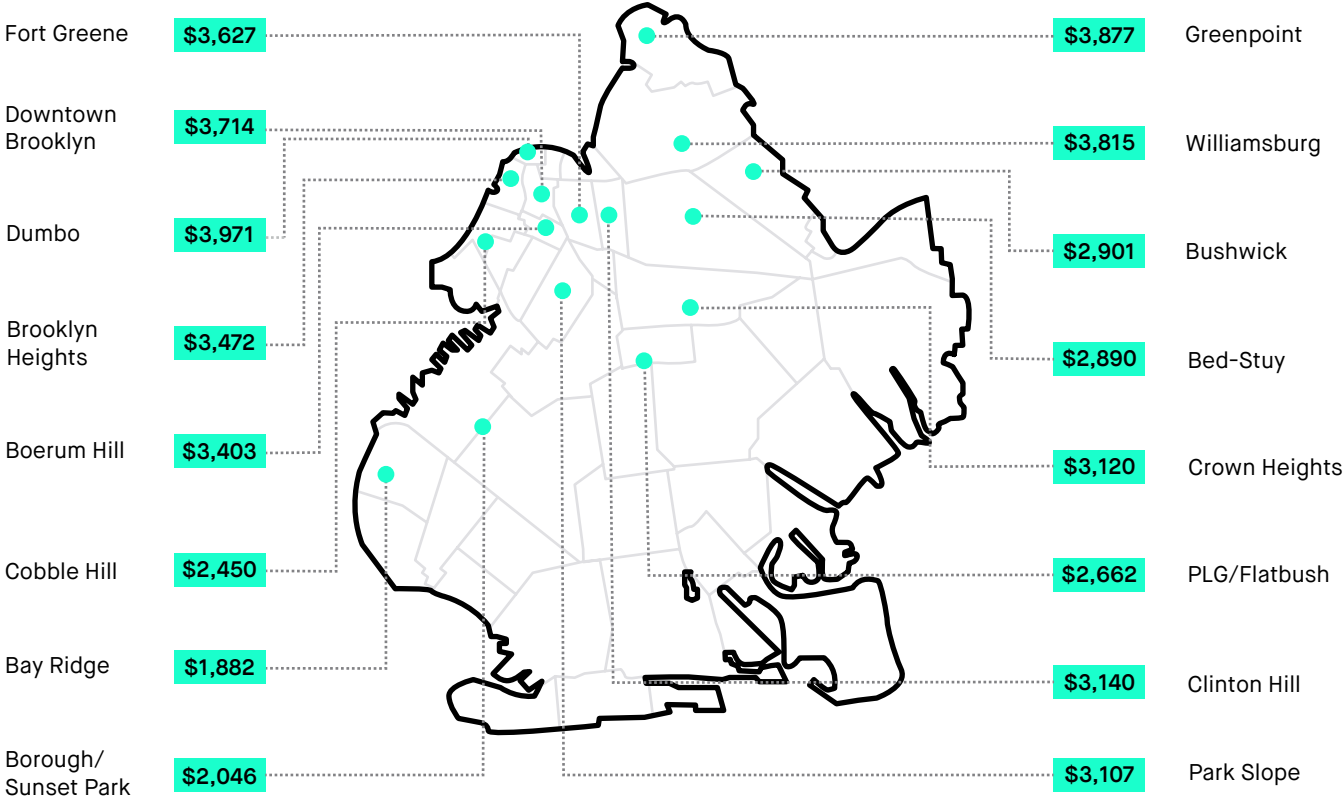 Fort Greene
$3,627
Downtown
Brooklyn
$3,714
Dumbo
$3,971
Brooklyn
Heights
$3,472
Boerum Hill
$3,403
Cobble Hill
$2,450
Bay Ridge
$1,882
Borough/
Sunset Park
$2,046
$3,877
Greenpoint
$3,815
Williamsburg
$2,901
Bushwick
$2,890
Bed-Stuy
$3,120
Crown Heights
$2,662
PLG/Flatbush
$3,140
Clinton Hill
$3,107
Park Slope